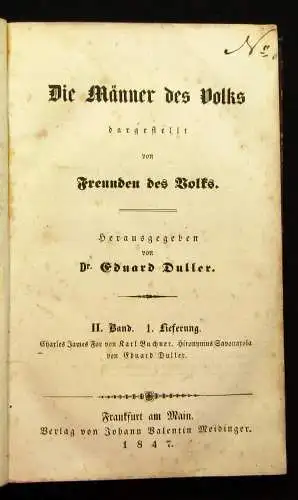 No
Die Männer des Volks
dargestellt
von
Freunden des Volks.
Herausgegeben
von
Dr. Eduard Duller.
II. Band. 1. Lieferung.
Charles James Fox von Karl Buchner. Hieronymus Savonarola
von Eduard Duller.
Frankfurt am Main.
Verlag von Johann Valentin Meidinger.
1847.